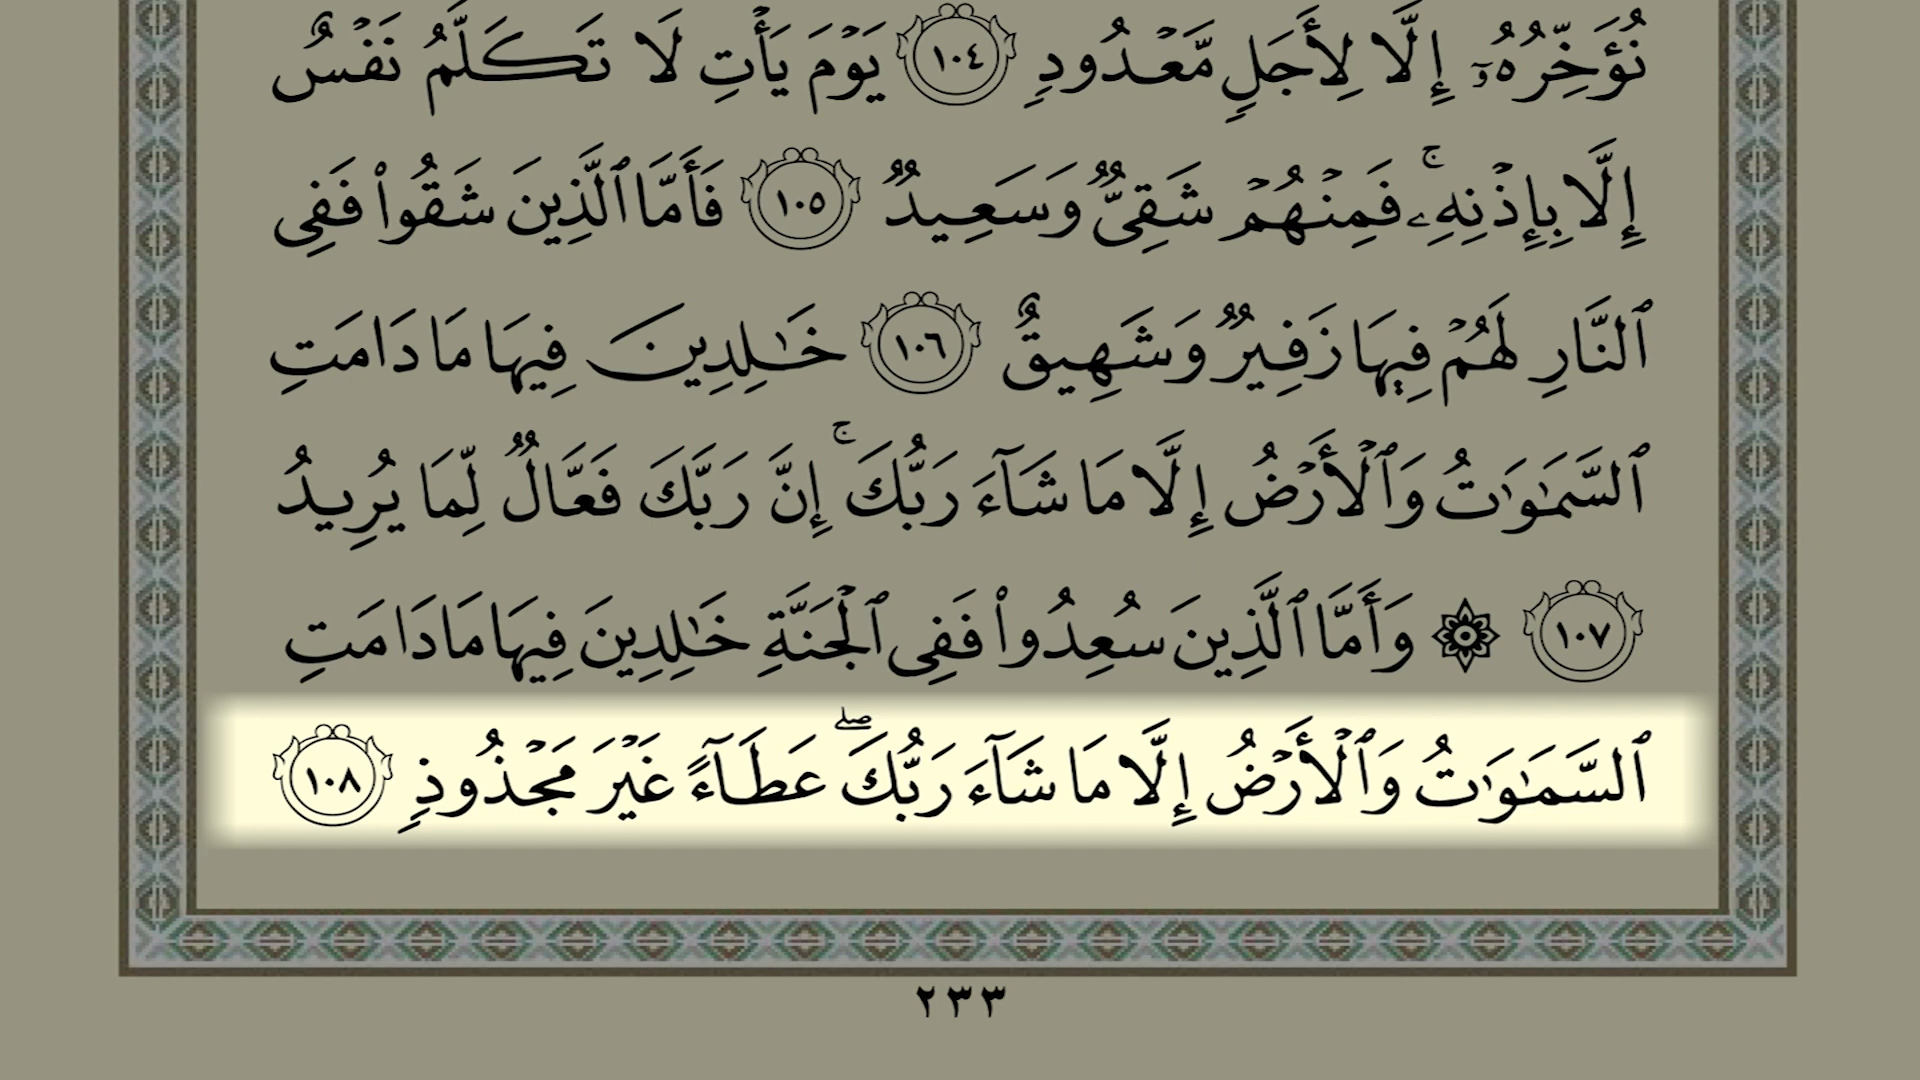 نُؤَخِّرُهُۥٓ إِلَّا لِأَجَلٍ مَّعْدُودٍ ١٠٤ يَوْمَ يَأْتِ لَا تَكَلَّمُ نَفْسٌ
إِلَّا بِإِذْنِهِۦ ۚ فَمِنْهُمْ شَقِىٌّ وَسَعِيدٌ ١٠٥ فَأَمَّا ٱلَّذِينَ شَقُوا۟ فَفِى
ٱلنَّارِ لَهُمْ فِيهَا زَفِيرٌ وَشَهِيقٌ ١٠٦ خَـٰلِدِينَ فِيهَا مَا دَامَتِ
ٱلسَّمَـٰوَٰتُ وَٱلْأَرْضُ إِلَّا مَا شَآءَ رَبُّكَ ۚ إِنَّ رَبَّكَ فَعَّالٌ لِّمَا يُرِيدُ
١٠٧ ۞ وَأَمَّا ٱلَّذِينَ سُعِدُوا۟ فَفِى ٱلْجَنَّةِ خَـٰلِدِينَ فِيهَا مَا دَامَتِ
ٱلسَّمَـٰوَٰتُ وَٱلْأَرْضُ إِلَّا مَا شَآءَ رَبُّكَ ۖ عَطَآءً غَيْرَ مَجْذُوذٍ ١٠٨
٢٣٣